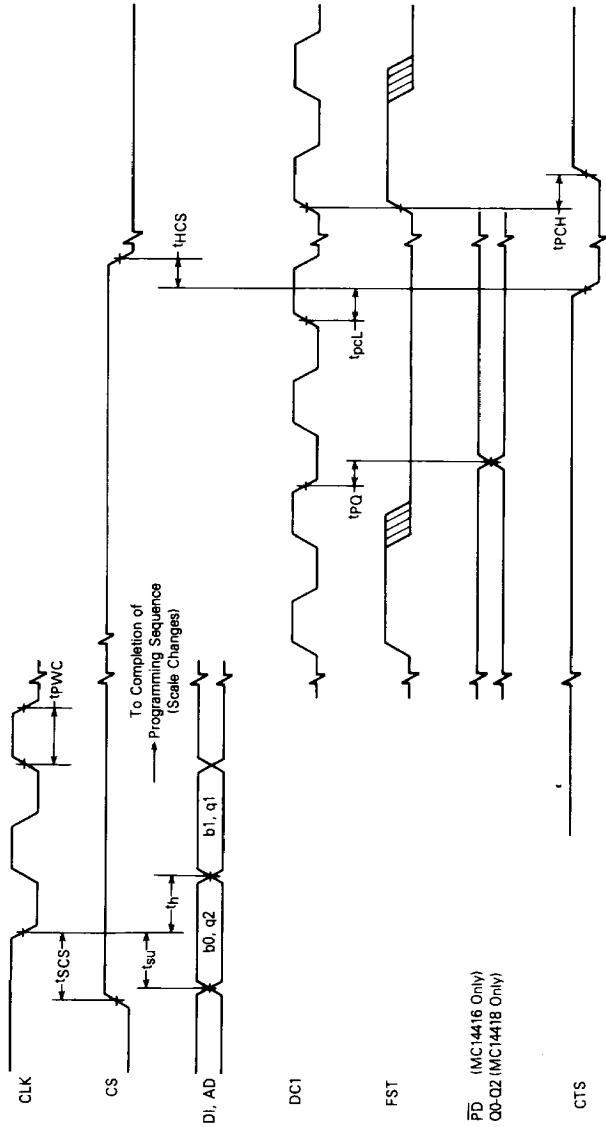 CLK
tSCS
tPWC
CS
tHCS
tsu
th
To Completion of
Programming Sequence
(Scale Changes)
DI, AD
b0, q2
b1, q1
DC1
tPQ
tpcL
FST
PD (MC14416 Only)
Q0-Q2 (MC14418 Only)
tPCH
CTS